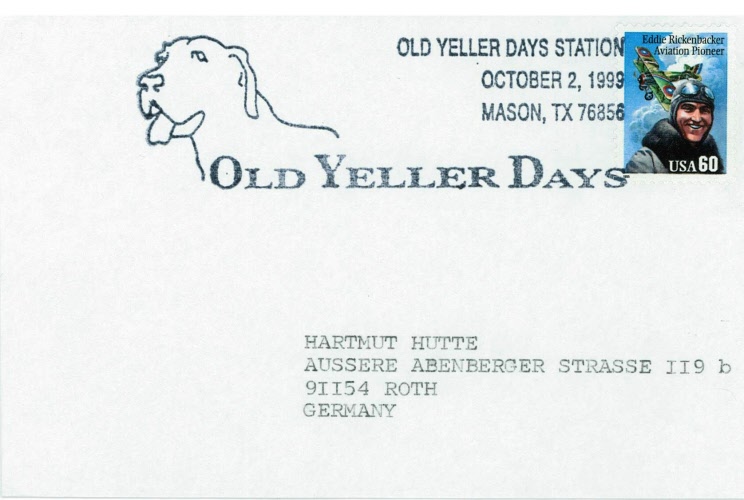 OLD YELLER DAYS STATION
OCTOBER 2, 1999
MASON, TX 76856
OLD YELLER DAYS
Eddie Rickenbacker
Aviation Pioneer
USA 60
HARTMUT HUTTE
AUSSERE ABENBERGER STRASSE II9 b
9II54 ROTH
GERMANY